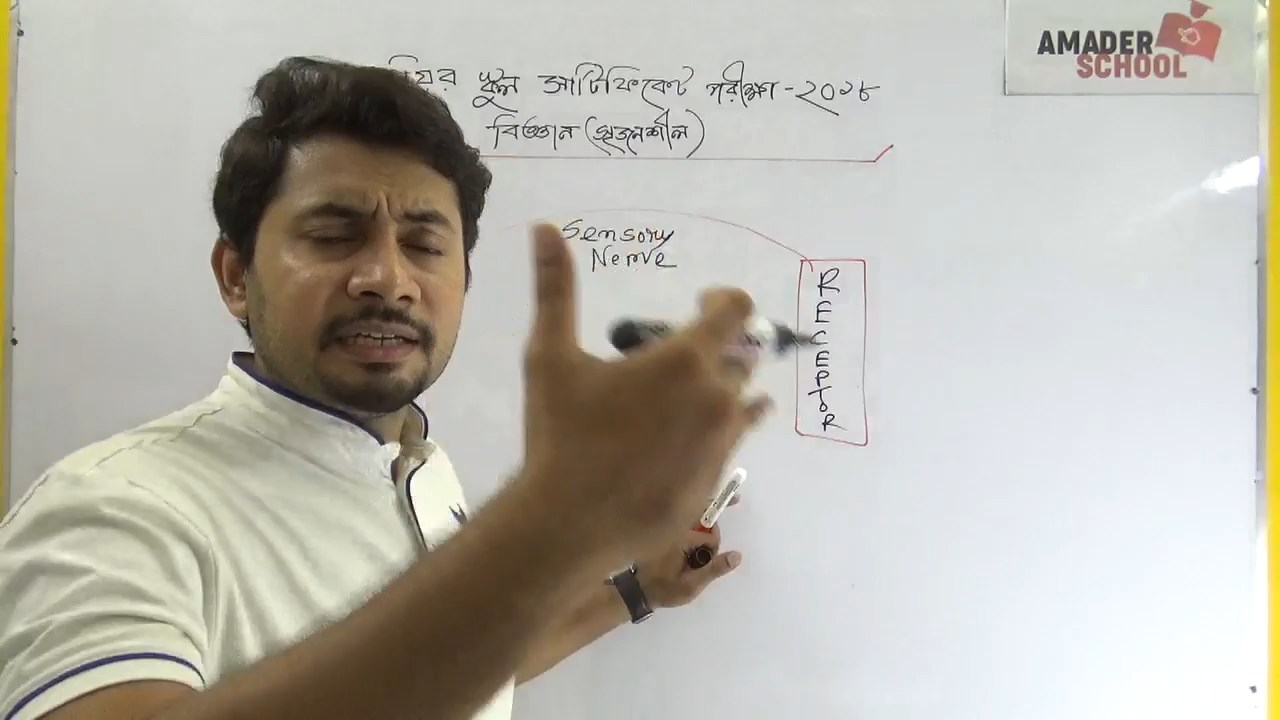 AMADER
SCHOOL
স্কুল সার্টিফিকেট পরীক্ষা - ২০১৮
বিজ্ঞান (সৃজনশীল)
Sensory
Nerve
RECEPTOR